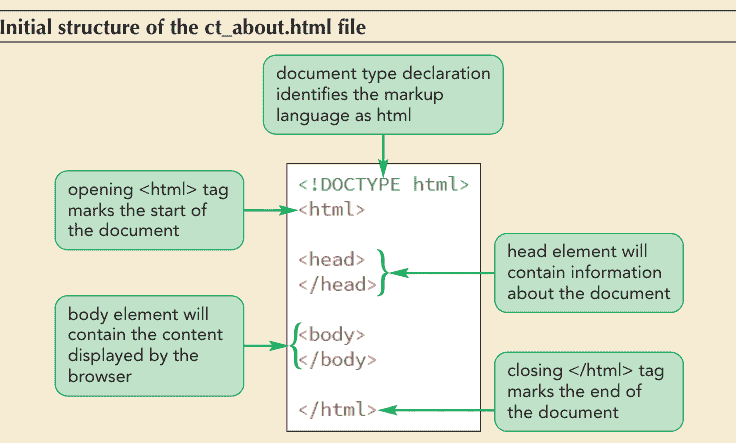 Initial structure of the ct_about.html file
document type declaration
identifies the markup
language as html
opening <html> tag
marks the start of
the document
<!DOCTYPE html>
<html>
<head>
</head>
head element will
contain information
about the document
body element will
contain the content
displayed by the
browser
<body>
</body>
closing </html> tag
marks the end of
the document
</html>